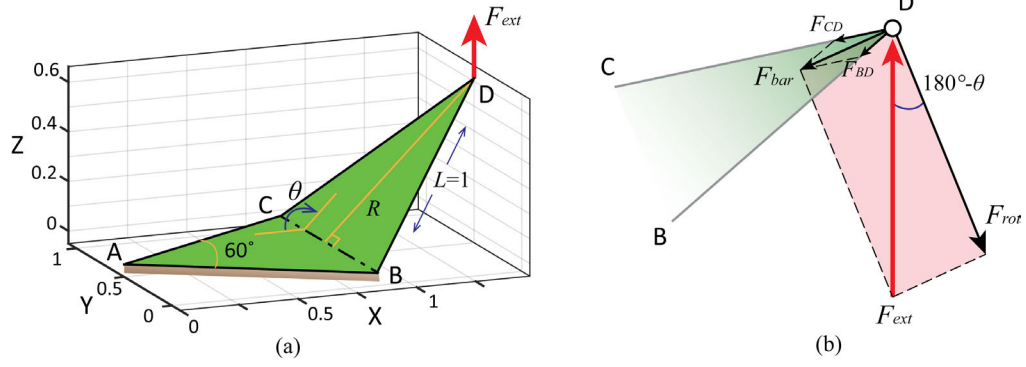 F_ext
D
0.6
0.4
Z
0.2
0
C
θ
R
L=1
A
60°
B
1
Y
0.5
0
0
0.5
X
1
(a)
D
F_CD
C
F_bar
F_BD
180°-θ
B
F_rot
F_ext
(b)